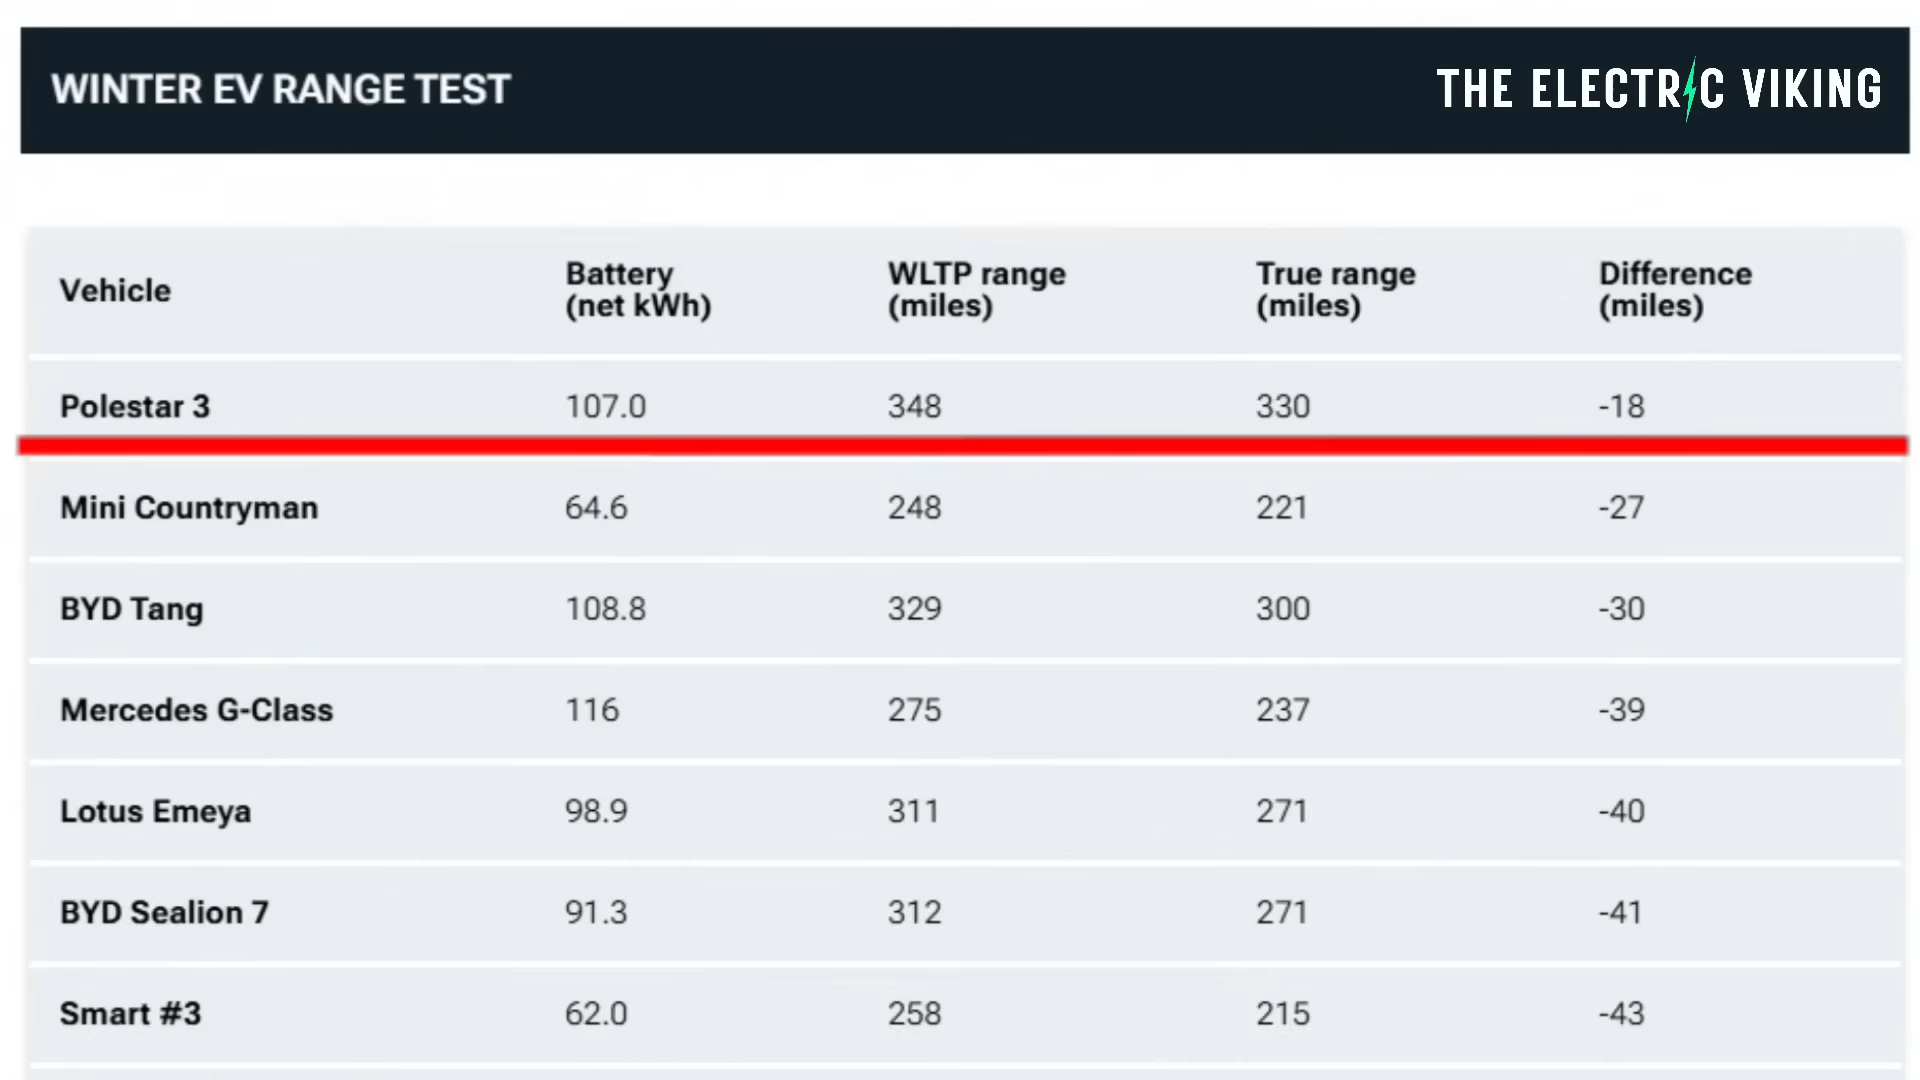 WINTER EV RANGE TEST
THE ELECTRIC VIKING
Vehicle
Battery
(net kWh)
WLTP range
(miles)
True range
(miles)
Difference
(miles)
Polestar 3 107.0 348 330 -18
Mini Countryman 64.6 248 221 -27
BYD Tang 108.8 329 300 -30
Mercedes G-Class 116 275 237 -39
Lotus Emeya 98.9 311 271 -40
BYD Sealion 7 91.3 312 271 -41
Smart #3 62.0 258 215 -43